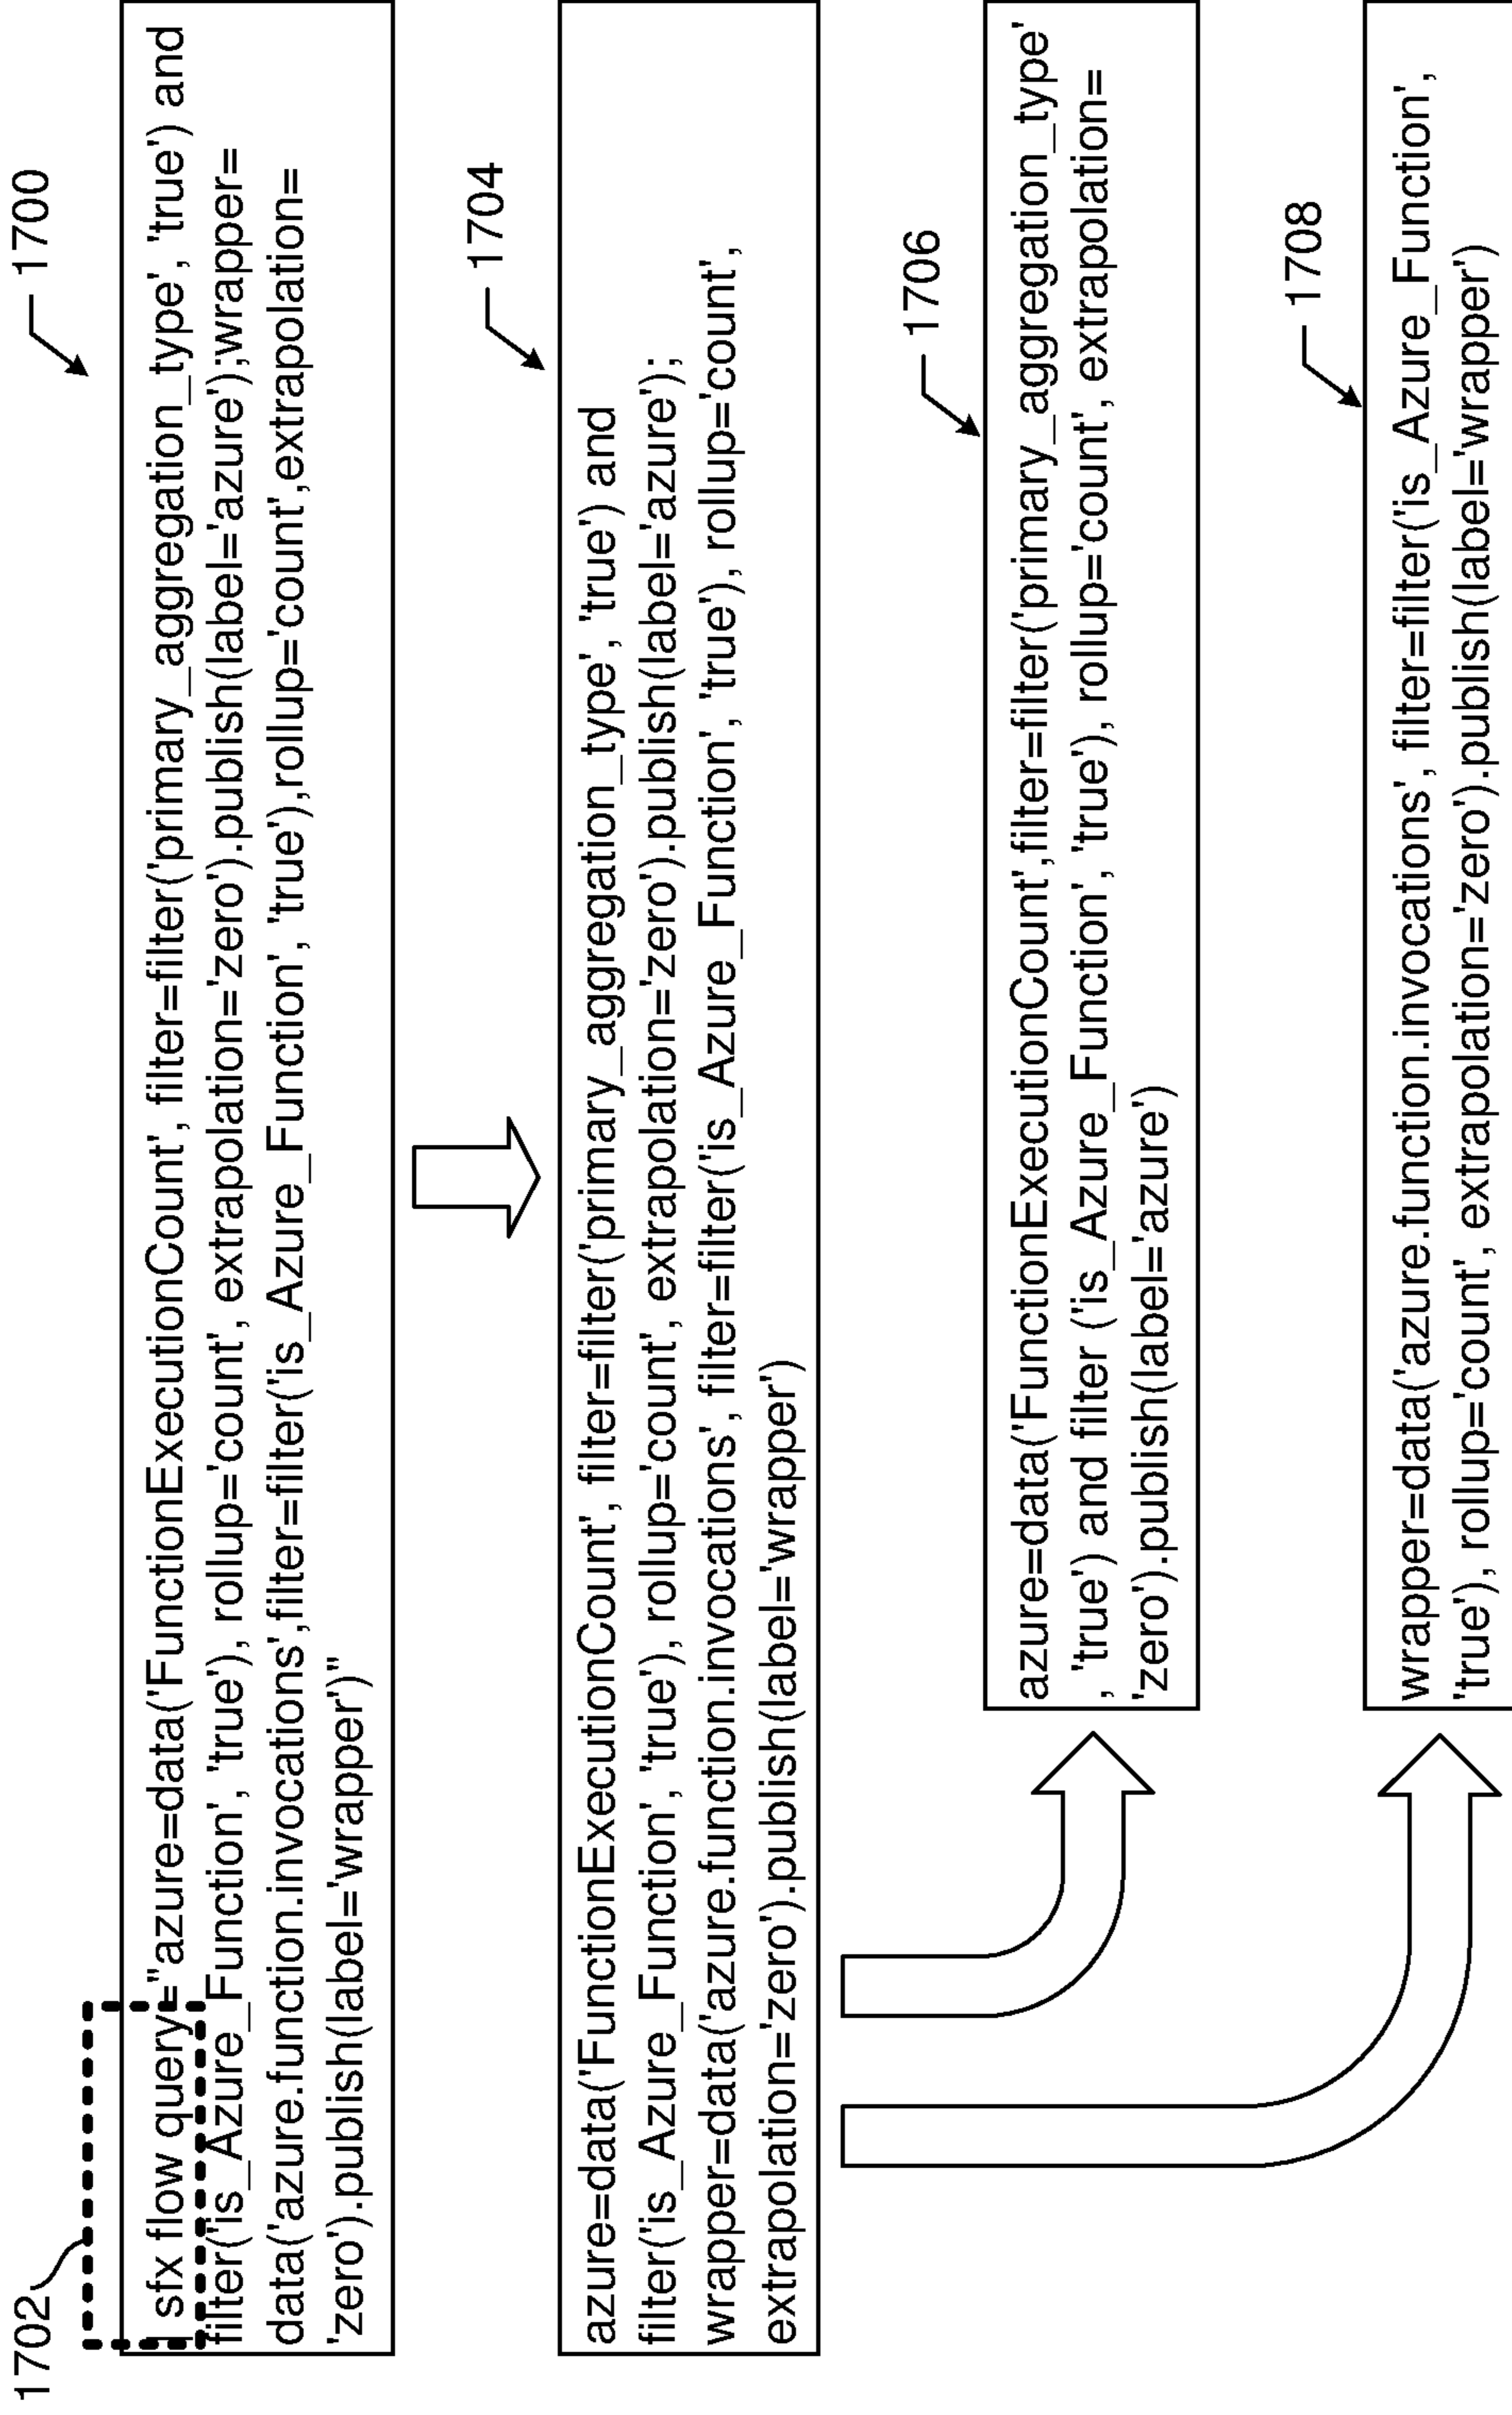 1700
1702
| sfx flow query="azure=data('FunctionExecutionCount', filter=filter('primary_aggregation_type', 'true') and
filter('is_Azure_Function', 'true'), rollup='count', extrapolation='zero').publish(label='azure');wrapper=
data('azure.function.invocations',filter=filter('is_Azure_Function', 'true'),rollup='count',extrapolation=
'zero').publish(label='wrapper')"
1704
azure=data('FunctionExecutionCount', filter=filter('primary_aggregation_type', 'true') and
filter('is_Azure_Function', 'true'), rollup='count', extrapolation='zero').publish(label='azure');
wrapper=data('azure.function.invocations', filter=filter('is_Azure_Function', 'true'), rollup='count',
extrapolation='zero').publish(label='wrapper')
1706
azure=data('FunctionExecutionCount',filter=filter('primary_aggregation_type'
, 'true') and filter ('is_Azure_Function', 'true'), rollup='count', extrapolation=
'zero').publish(label='azure')
1708
wrapper=data('azure.function.invocations', filter=filter('is_Azure_Function',
'true'), rollup='count', extrapolation='zero').publish(label='wrapper')